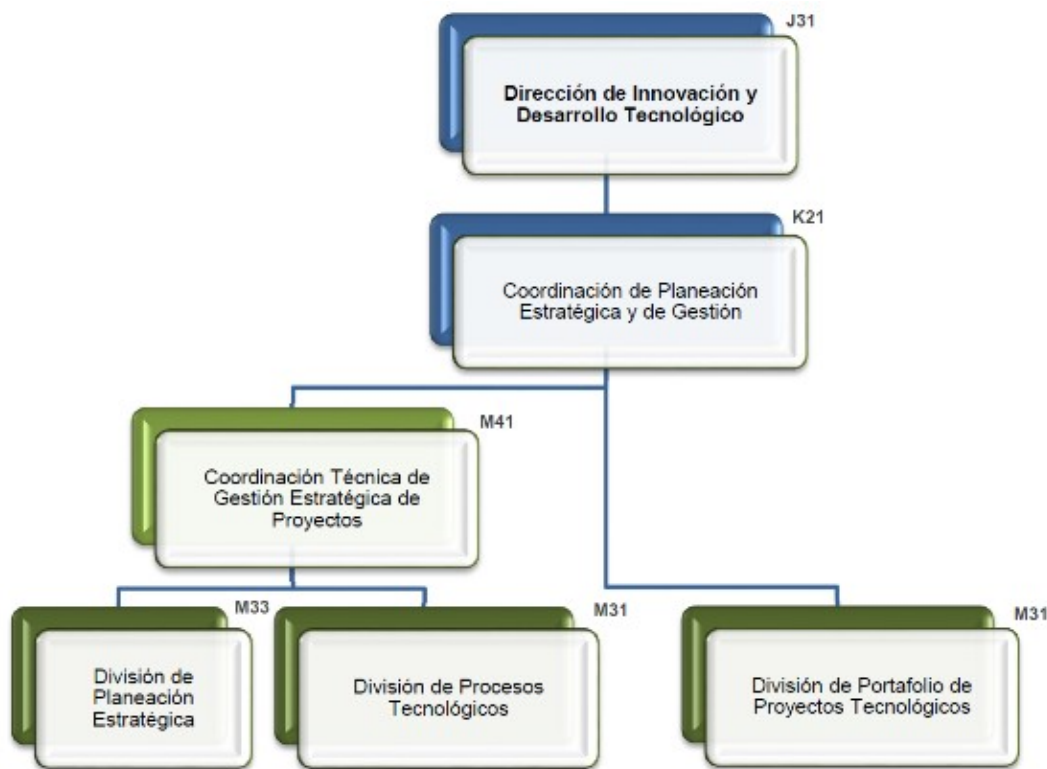 J31
Dirección de Innovación y
Desarrollo Tecnológico
K21
Coordinación de Planeación
Estratégica y de Gestión
M41
Coordinación Técnica de
Gestión Estratégica de
Proyectos
M33
División de
Planeación
Estratégica
M31
División de Procesos
Tecnológicos
M31
División de Portafolio de
Proyectos Tecnológicos